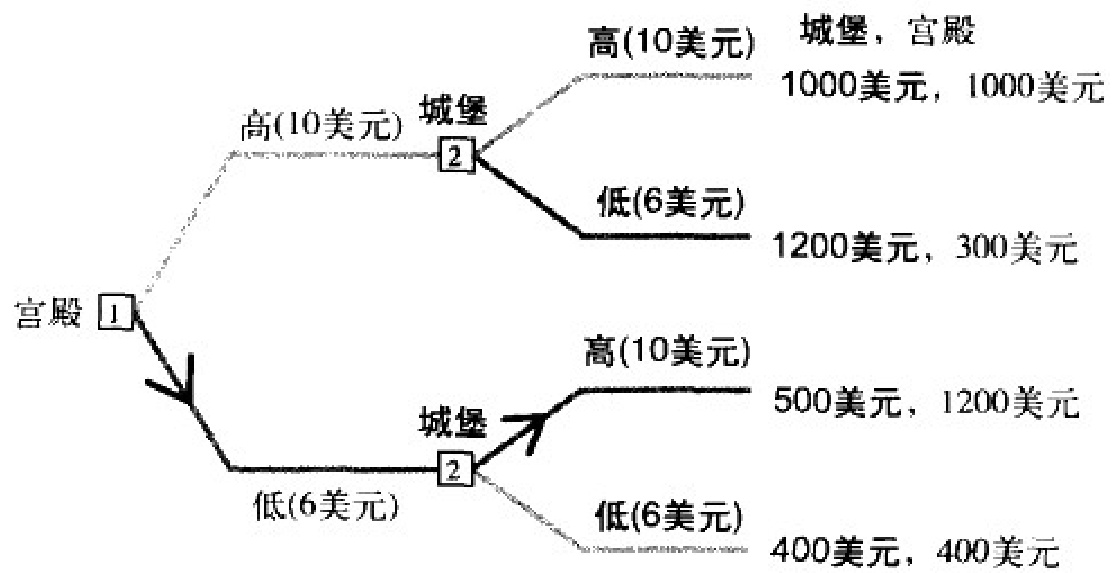 高(10美元)
城堡，宫殿
1000美元，1000美元
高(10美元)
城堡
2
低(6美元)
1200美元，300美元
宫殿
1
高(10美元)
500美元，1200美元
城堡
2
低(6美元)
低(6美元)
400美元，400美元